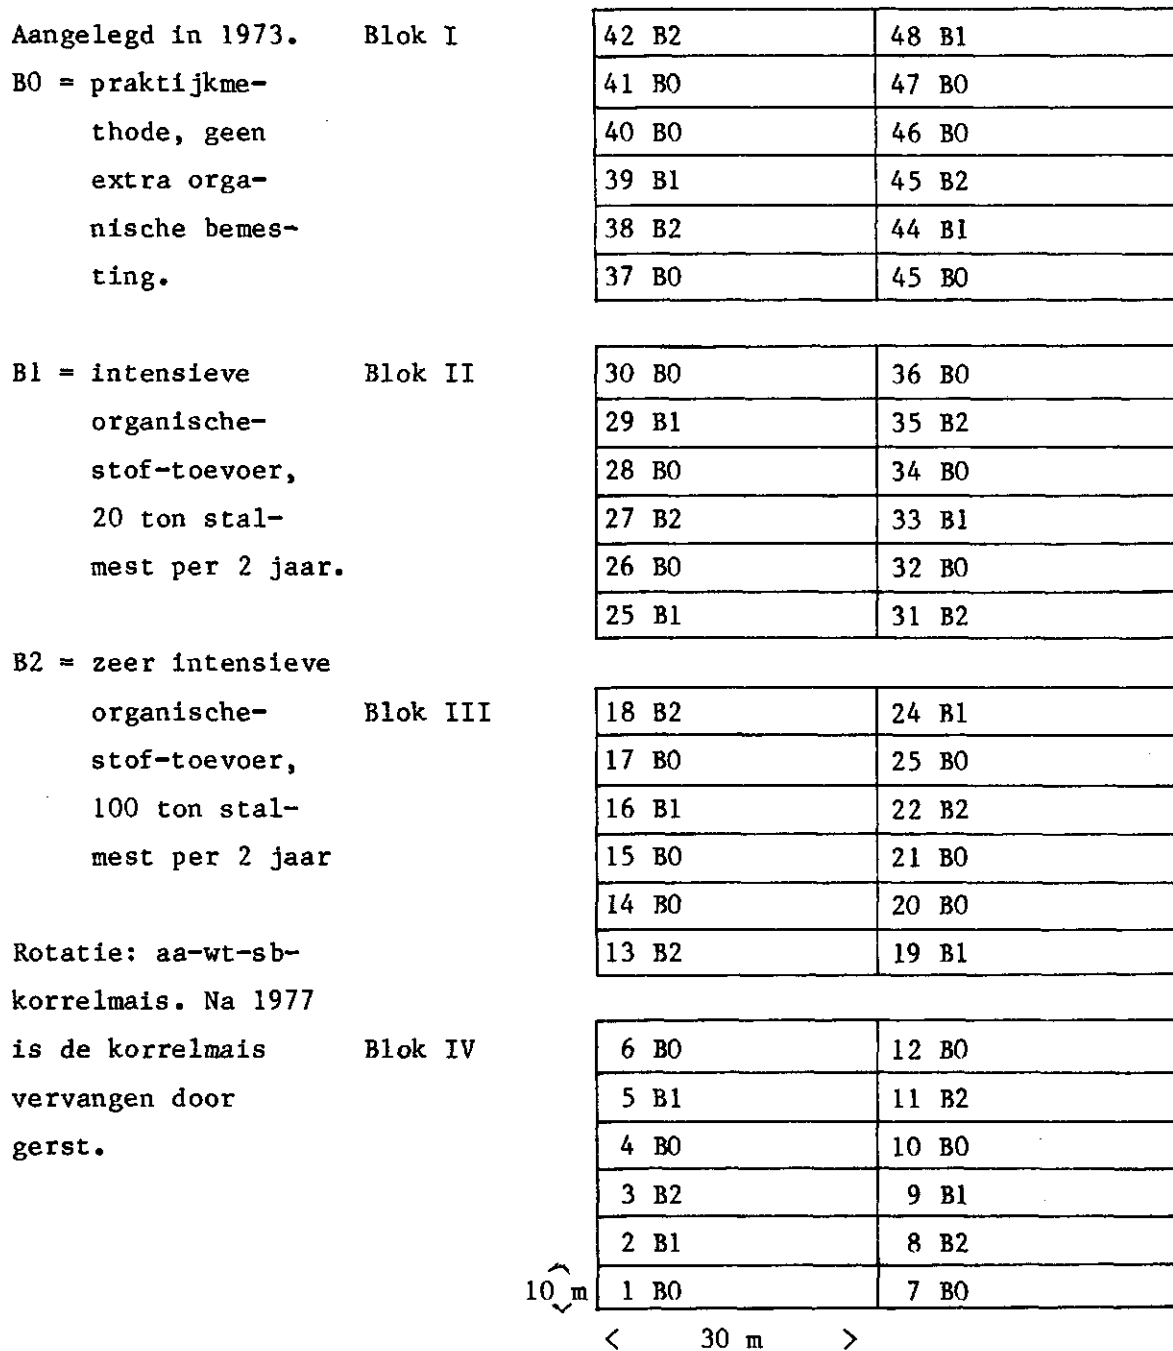 Aangelegd in 1973. Blok I 42 B2 48 B1
B0 = praktijkme- 41 B0 47 B0
thode, geen 40 B0 46 B0
extra orga- 39 B1 45 B2
nische bemes- 38 B2 44 B1
ting. 37 B0 45 B0
B1 = intensieve Blok II 30 B0 36 B0
organische- 29 B1 35 B2
stof-toevoer, 28 B0 34 B0
20 ton stal- 27 B2 33 B1
mest per 2 jaar. 26 B0 32 B0
25 B1 31 B2
B2 = zeer intensieve
organische- Blok III 18 B2 24 B1
stof-toevoer, 17 B0 25 B0
100 ton stal- 16 B1 22 B2
mest per 2 jaar 15 B0 21 B0
14 B0 20 B0
Rotatie: aa-wt-sb- 13 B2 19 B1
korrelmais. Na 1977
is de korrelmais Blok IV 6 B0 12 B0
vervangen door 5 B1 11 B2
gerst. 4 B0 10 B0
3 B2 9 B1
2 B1 8 B2
10 m 1 B0 7 B0
< 30 m >